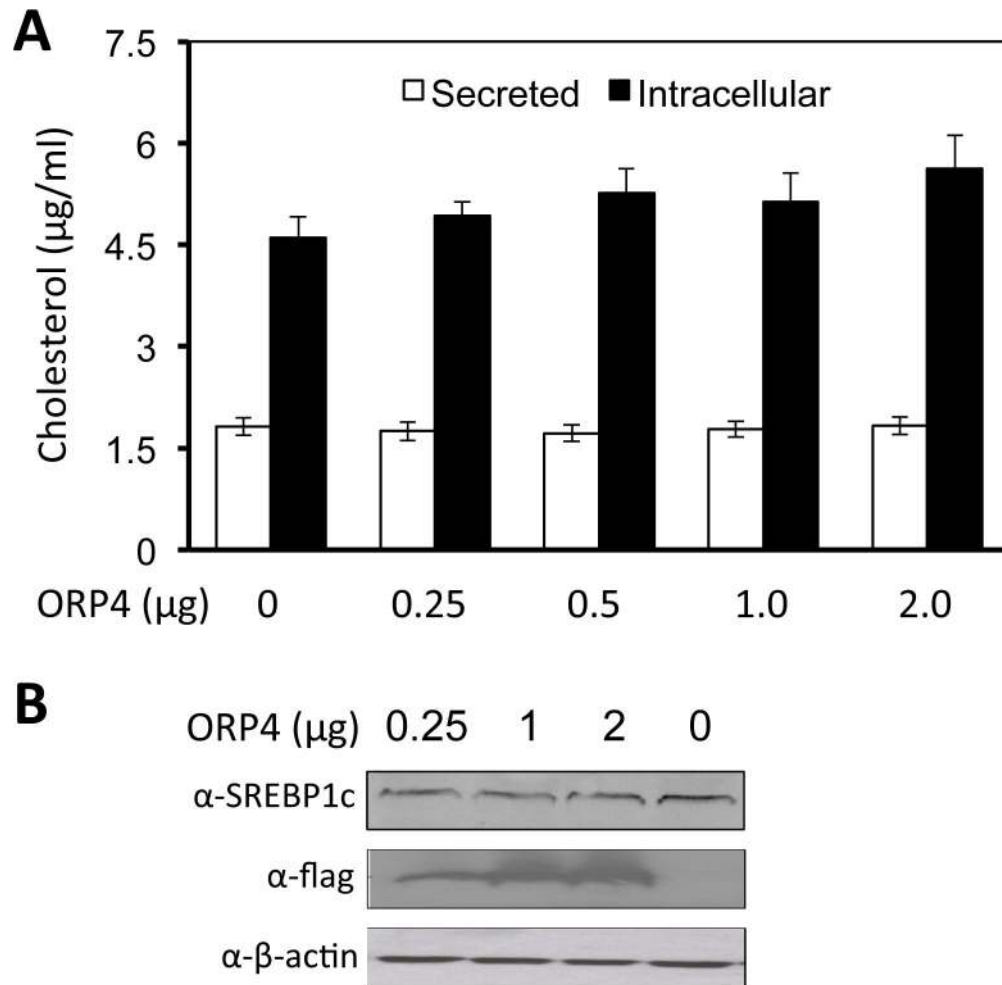 A
7.5
6
4.5
3
1.5
0
Cholesterol (µg/ml)
Secreted Intracellular
ORP4 (µg) 0 0.25 0.5 1.0 2.0
B
ORP4 (µg) 0.25 1 2 0
α-SREBP1c
α-flag
α-β-actin